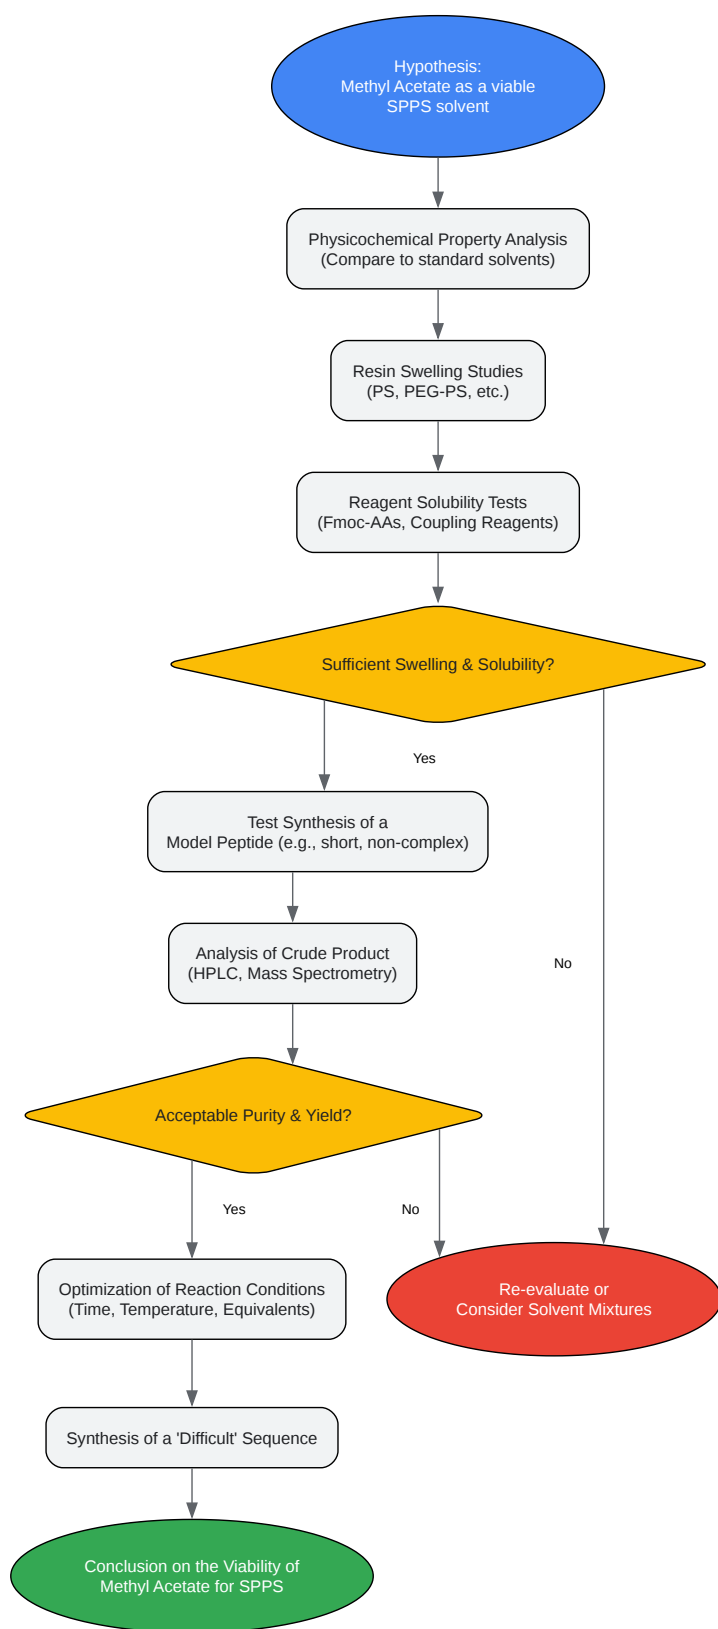 Hypothesis:
Methyl Acetate as a viable
SPPS solvent
Physicochemical Property Analysis
(Compare to standard solvents)
Resin Swelling Studies
(PS, PEG-PS, etc.)
Reagent Solubility Tests
(Fmoc-AAs, Coupling Reagents)
Sufficient Swelling & Solubility?
Yes
Test Synthesis of a
Model Peptide (e.g., short, non-complex)
Analysis of Crude Product
(HPLC, Mass Spectrometry)
No
Acceptable Purity & Yield?
Yes
No
Optimization of Reaction Conditions
(Time, Temperature, Equivalents)
Re-evaluate or
Consider Solvent Mixtures
Synthesis of a 'Difficult' Sequence
Conclusion on the Viability of
Methyl Acetate for SPPS